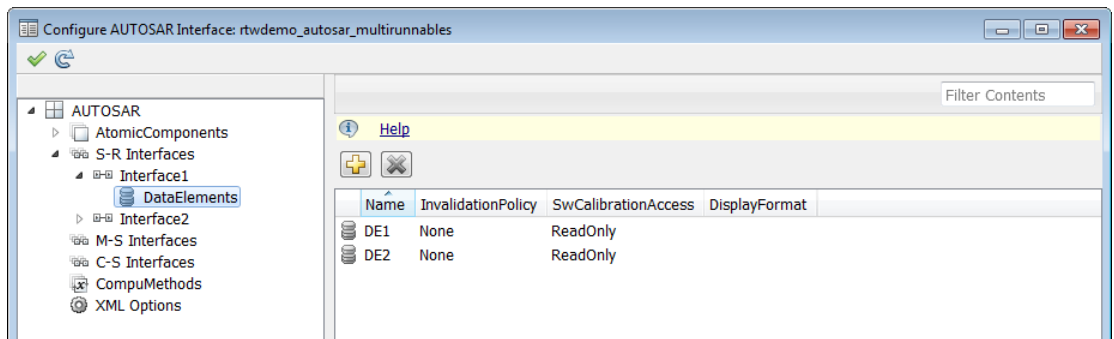 Configure AUTOSAR Interface: rtwdemo_autosar_multirunnables
Filter Contents
AUTOSAR
AtomicComponents
S-R Interfaces
Interface1
DataElements
Interface2
M-S Interfaces
C-S Interfaces
CompuMethods
XML Options
Help
Name InvalidationPolicy SwCalibrationAccess DisplayFormat
DE1 None ReadOnly
DE2 None ReadOnly